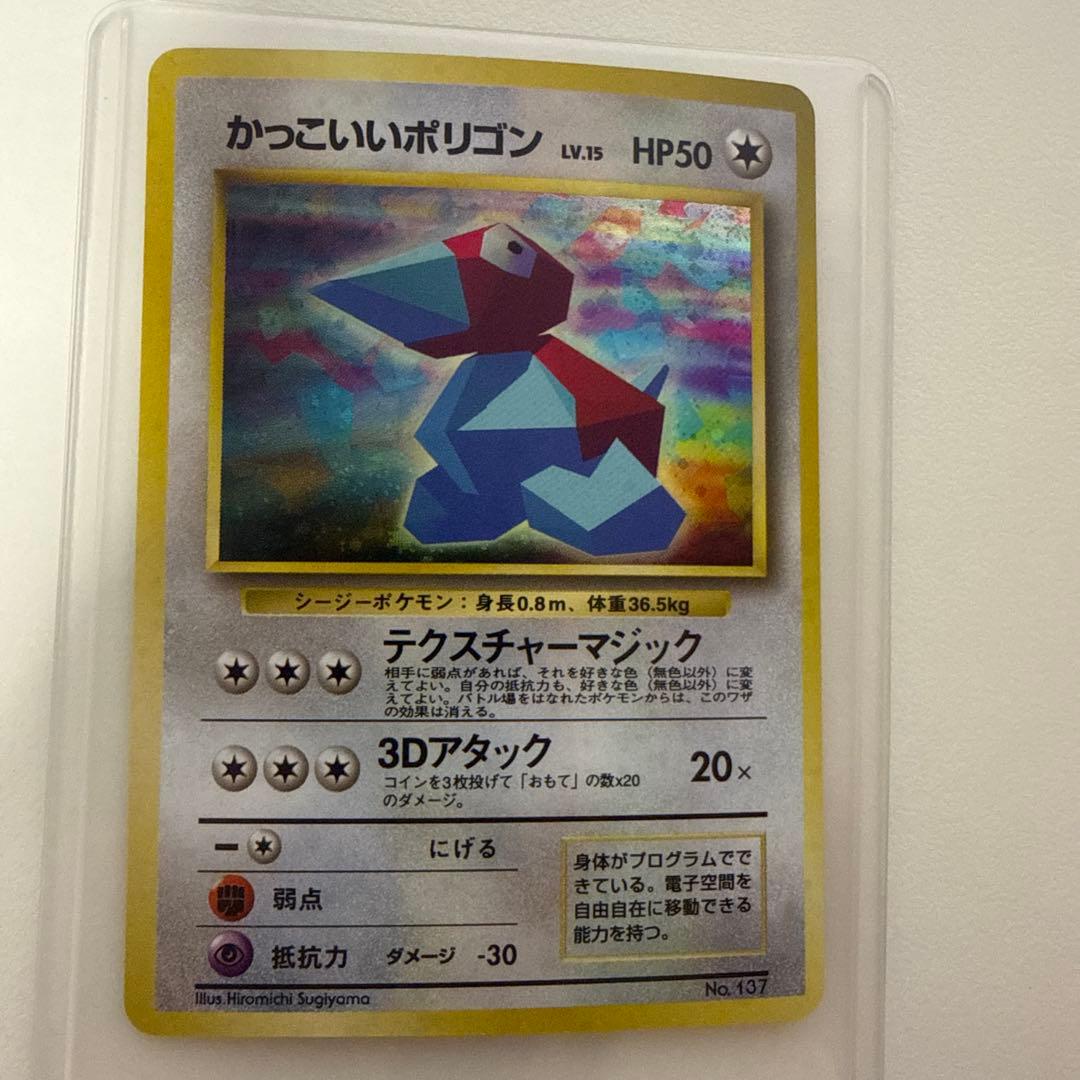 かっこいいポリゴン LV.15 HP50
シージーポケモン：身長0.8m、体重36.5kg
テクスチャーマジック
相手に弱点があれば、それを好きな色（無色以外）に変
えてよい。自分の抵抗力も、好きな色（無色以外）に変
えてよい。バトル場をはなれたポケモンからは、このワザ
の効果は消える。
3Dアタック 20×
コインを3枚投げて「おもて」の数×20
のダメージ。
にげる
弱点
抵抗力 ダメージ -30
身体がプログラムでで
きている。電子空間を
自由自在に移動できる
能力を持つ。
Illus.Hiromichi Sugiyama
No. 137